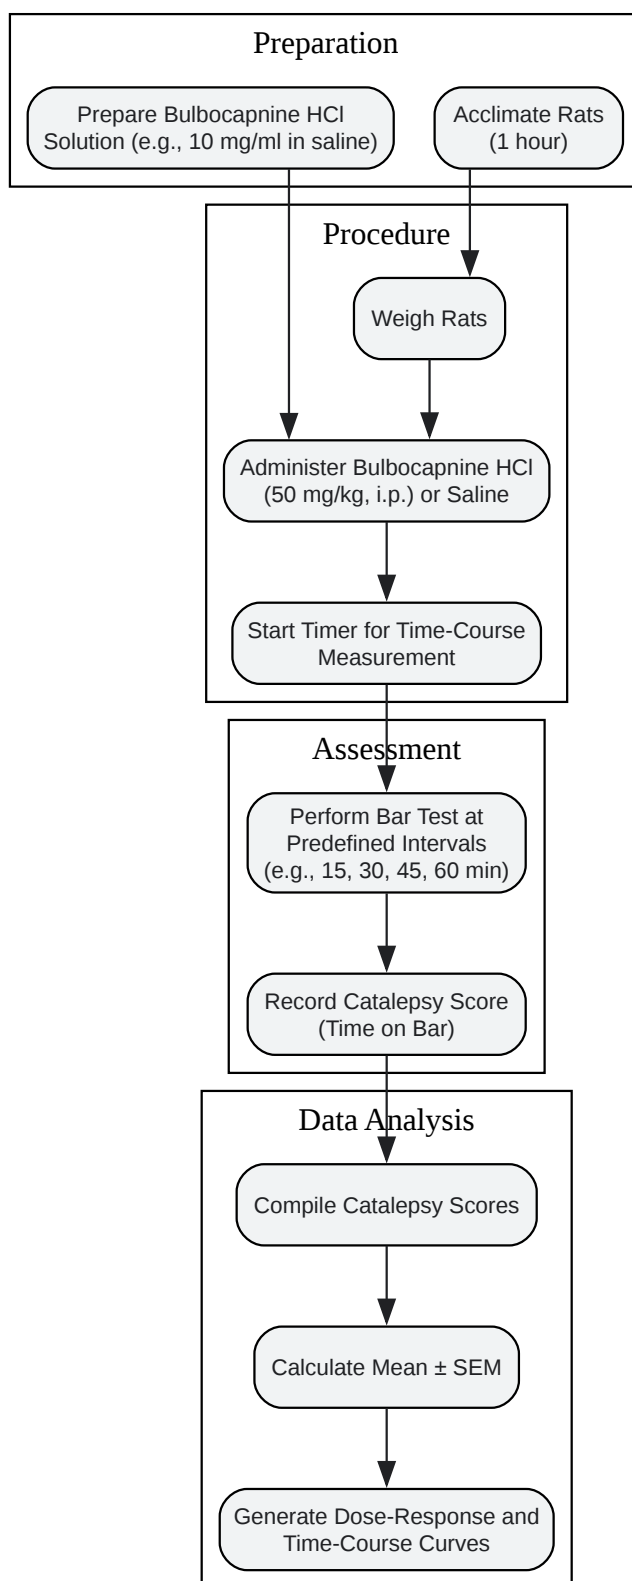 Preparation
Prepare Bulbocapnine HCl
Solution (e.g., 10 mg/ml in saline)
Acclimate Rats
(1 hour)
Procedure
Weigh Rats
Administer Bulbocapnine HCl
(50 mg/kg, i.p.) or Saline
Start Timer for Time-Course
Measurement
Assessment
Perform Bar Test at
Predefined Intervals
(e.g., 15, 30, 45, 60 min)
Record Catalepsy Score
(Time on Bar)
Data Analysis
Compile Catalepsy Scores
Calculate Mean ± SEM
Generate Dose-Response and
Time-Course Curves